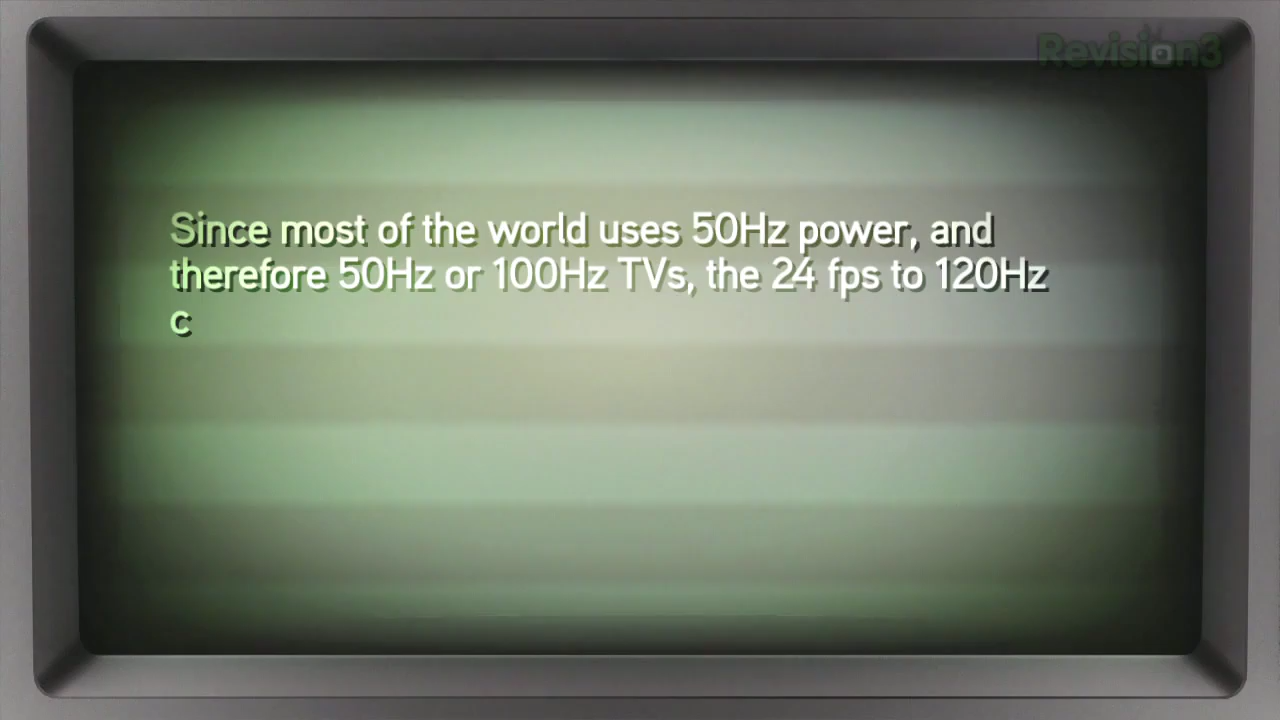 Revision3
Since most of the world uses 50Hz power, and
therefore 50Hz or 100Hz TVs, the 24 fps to 120Hz
c